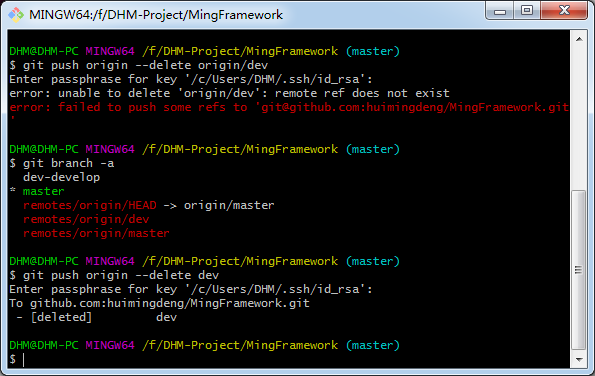 MINGW64:/f/DHM-Project/MingFramework
DHM@DHM-PC MINGW64 /f/DHM-Project/MingFramework (master)
$ git push origin --delete origin/dev
Enter passphrase for key '/c/Users/DHM/.ssh/id_rsa':
error: unable to delete 'origin/dev': remote ref does not exist
error: failed to push some refs to 'git@github.com:huimingdeng/MingFramework.git
'
DHM@DHM-PC MINGW64 /f/DHM-Project/MingFramework (master)
$ git branch -a
  dev-develop
* master
  remotes/origin/HEAD -> origin/master
  remotes/origin/dev
  remotes/origin/master
DHM@DHM-PC MINGW64 /f/DHM-Project/MingFramework (master)
$ git push origin --delete dev
Enter passphrase for key '/c/Users/DHM/.ssh/id_rsa':
To github.com:huimingdeng/MingFramework.git
 - [deleted]         dev
DHM@DHM-PC MINGW64 /f/DHM-Project/MingFramework (master)
$